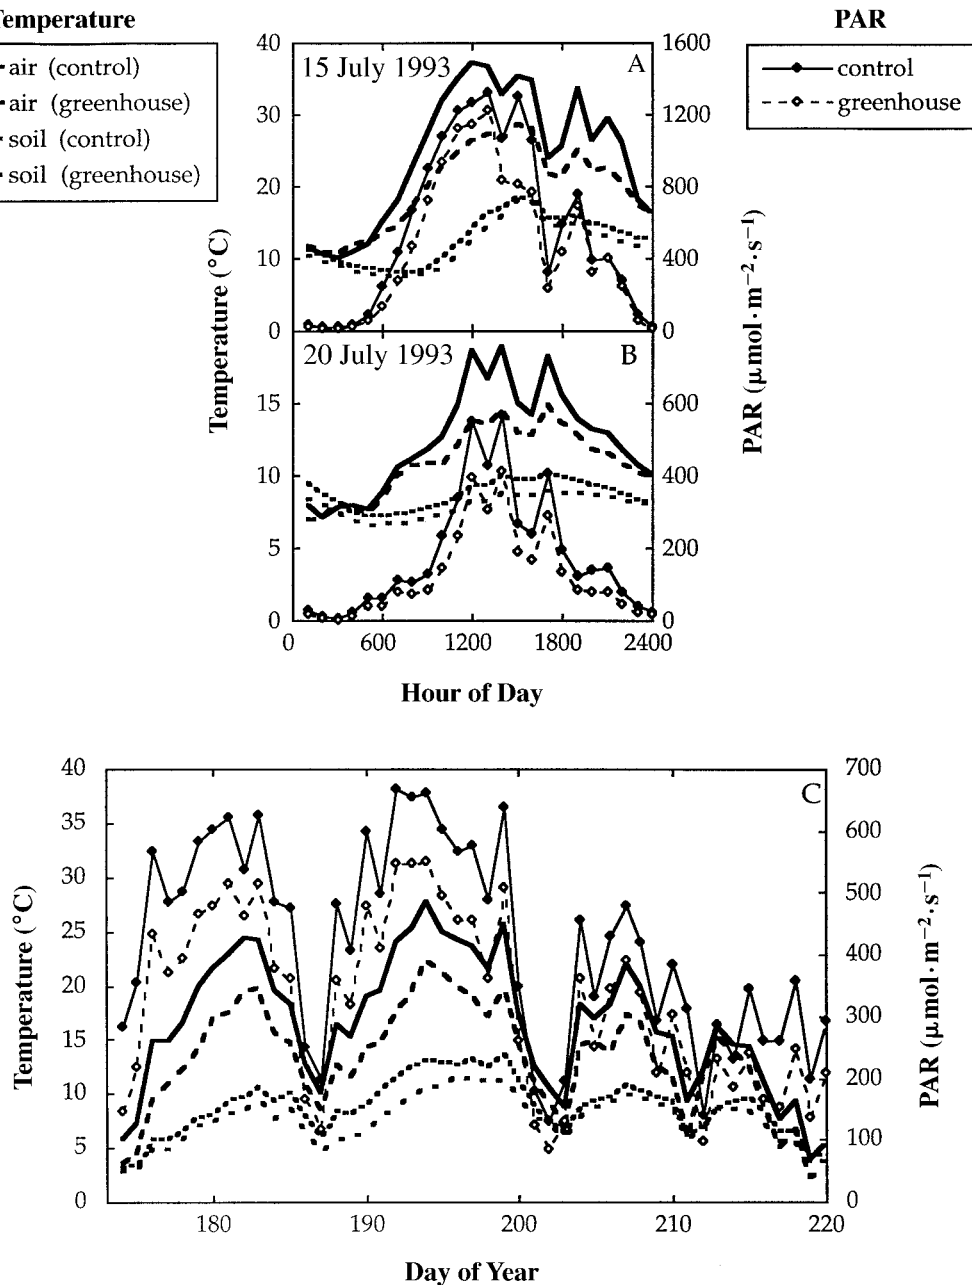 Temperature
air (control)
air (greenhouse)
soil (control)
soil (greenhouse)
PAR
control
greenhouse
15 July 1993
A
40
30
20
10
0
1600
1200
800
400
0
20 July 1993
B
15
10
5
0
600
400
200
0
Temperature (°C)
PAR (µmol·m−2·s−1)
0 600 1200 1800 2400
Hour of Day
C
40
35
30
25
20
15
10
5
0
700
600
500
400
300
200
100
0
Temperature (°C)
PAR (µmol·m−2·s−1)
180 190 200 210 220
Day of Year